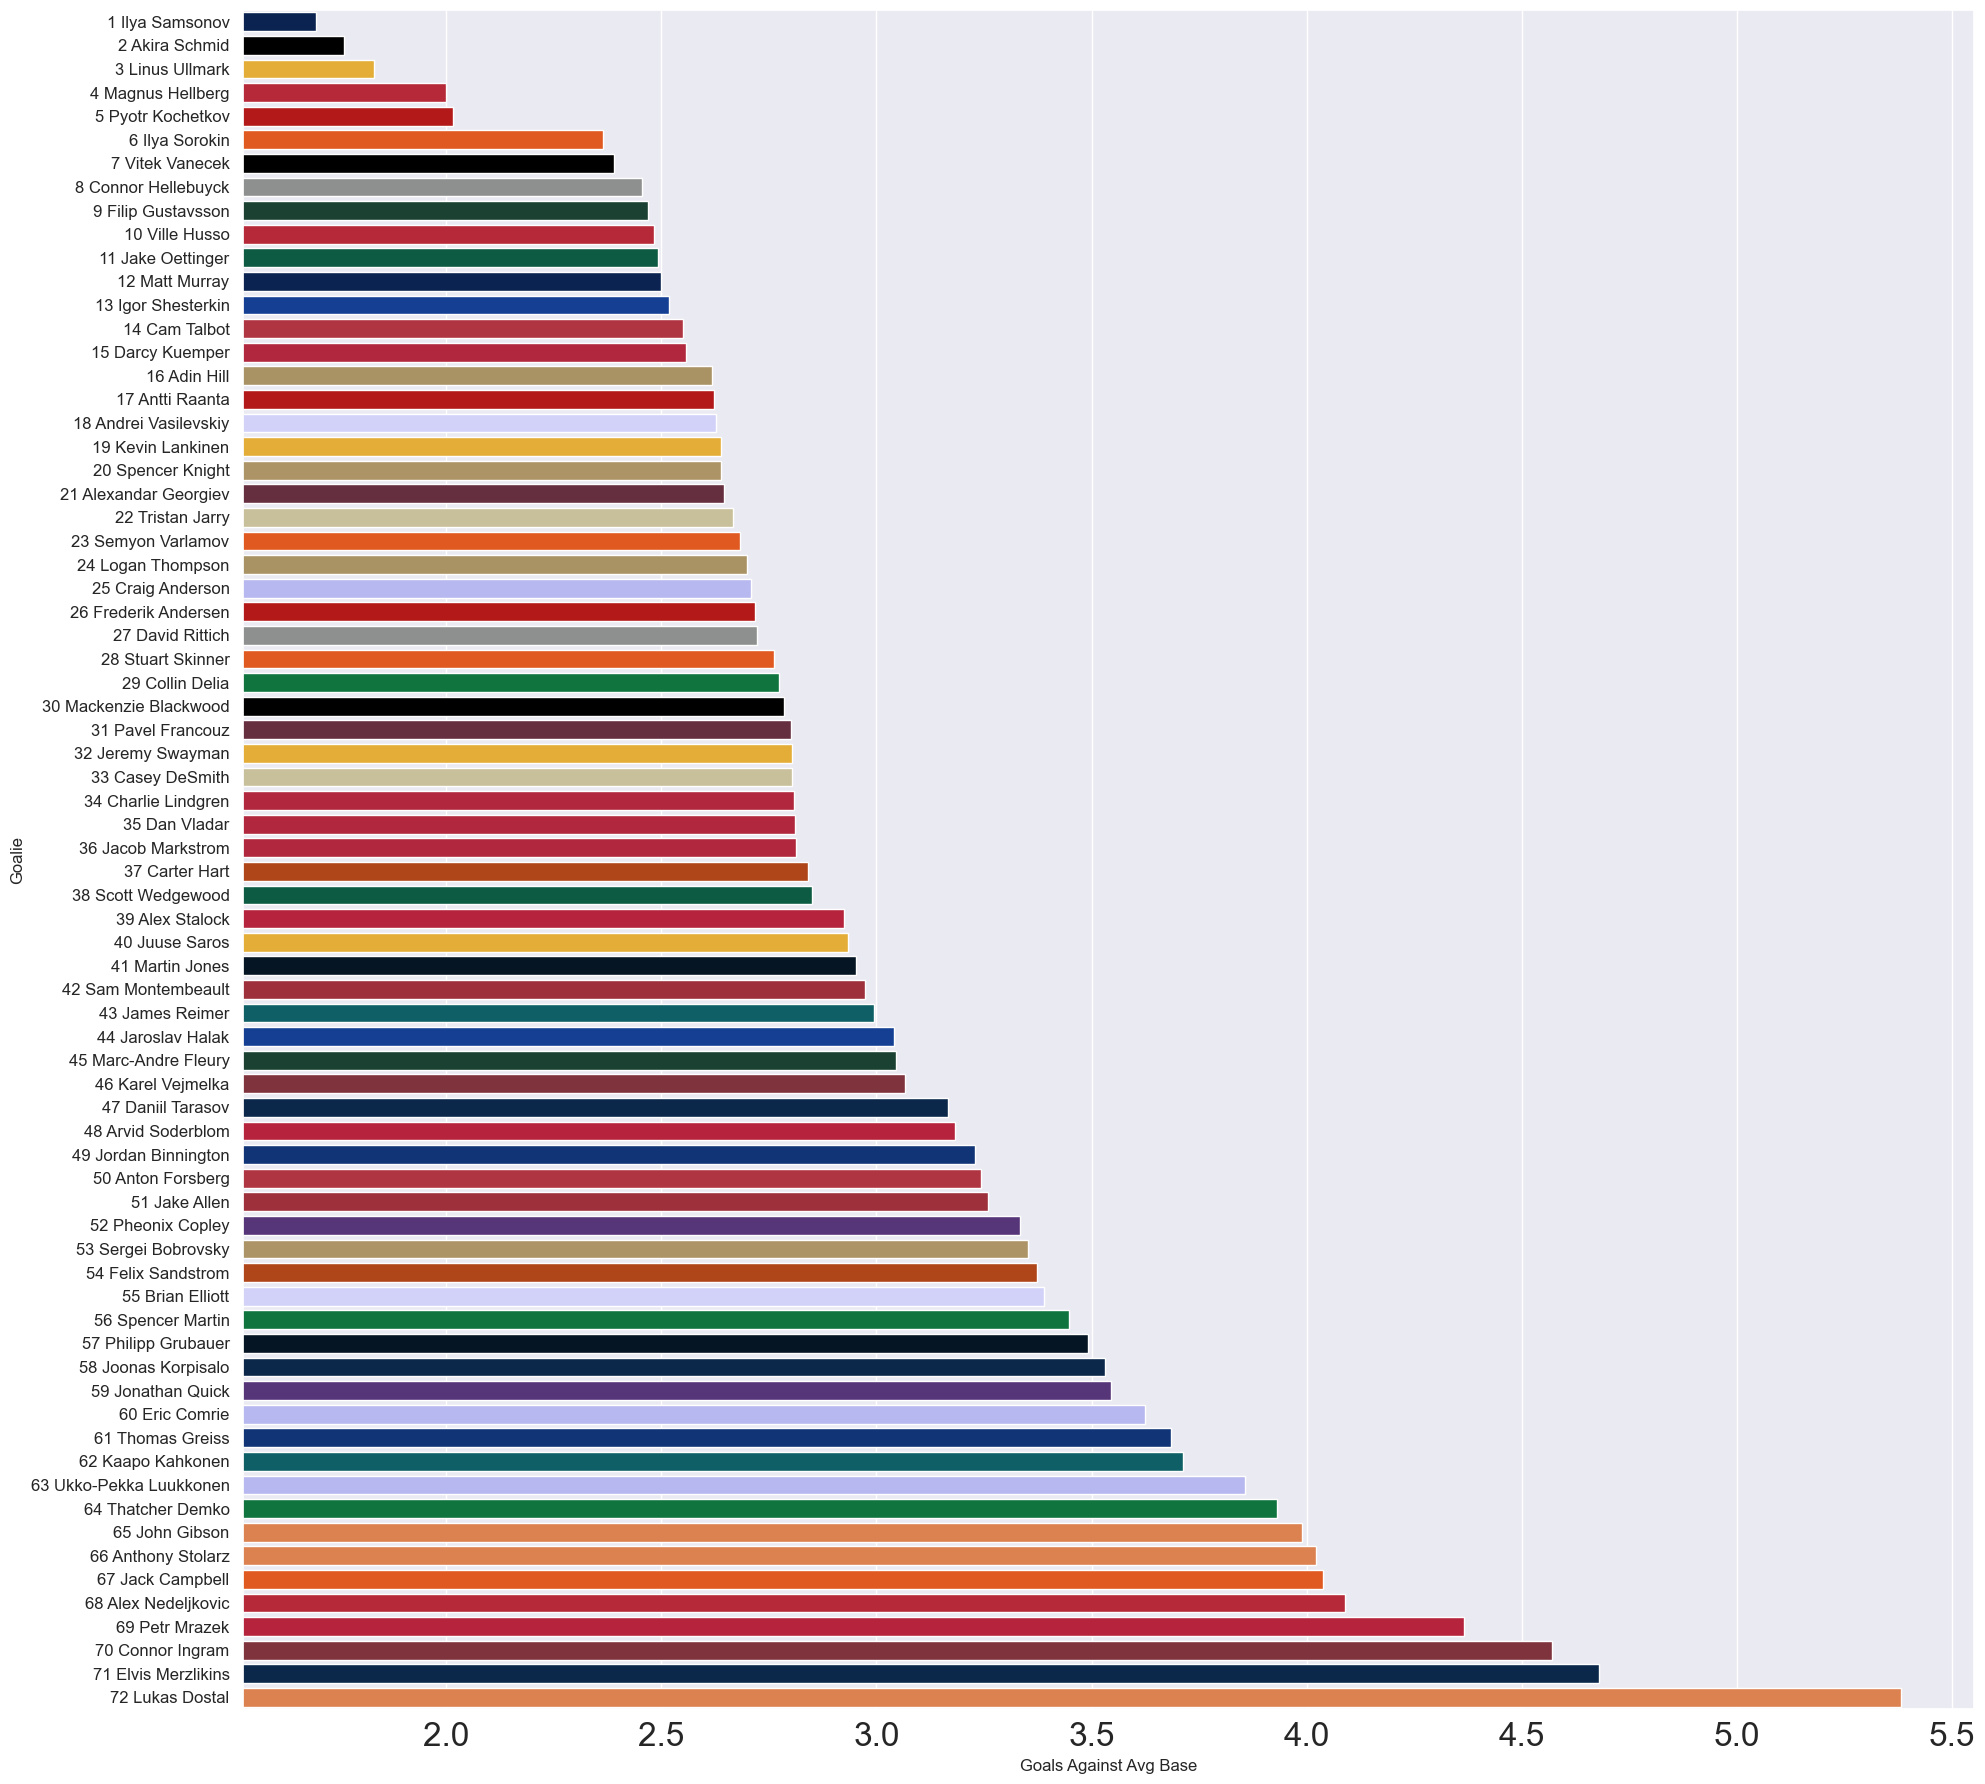 1 Ilya Samsonov
2 Akira Schmid
3 Linus Ullmark
4 Magnus Hellberg
5 Pyotr Kochetkov
6 Ilya Sorokin
7 Vitek Vanecek
8 Connor Hellebuyck
9 Filip Gustavsson
10 Ville Husso
11 Jake Oettinger
12 Matt Murray
13 Igor Shesterkin
14 Cam Talbot
15 Darcy Kuemper
16 Adin Hill
17 Antti Raanta
18 Andrei Vasilevskiy
19 Kevin Lankinen
20 Spencer Knight
21 Alexandar Georgiev
22 Tristan Jarry
23 Semyon Varlamov
24 Logan Thompson
25 Craig Anderson
26 Frederik Andersen
27 David Rittich
28 Stuart Skinner
29 Collin Delia
30 Mackenzie Blackwood
31 Pavel Francouz
32 Jeremy Swayman
33 Casey DeSmith
34 Charlie Lindgren
35 Dan Vladar
36 Jacob Markstrom
37 Carter Hart
38 Scott Wedgewood
39 Alex Stalock
40 Juuse Saros
41 Martin Jones
42 Sam Montembeault
43 James Reimer
44 Jaroslav Halak
45 Marc-Andre Fleury
46 Karel Vejmelka
47 Daniil Tarasov
48 Arvid Soderblom
49 Jordan Binnington
50 Anton Forsberg
51 Jake Allen
52 Pheonix Copley
53 Sergei Bobrovsky
54 Felix Sandstrom
55 Brian Elliott
56 Spencer Martin
57 Philipp Grubauer
58 Joonas Korpisalo
59 Jonathan Quick
60 Eric Comrie
61 Thomas Greiss
62 Kaapo Kahkonen
63 Ukko-Pekka Luukkonen
64 Thatcher Demko
65 John Gibson
66 Anthony Stolarz
67 Jack Campbell
68 Alex Nedeljkovic
69 Petr Mrazek
70 Connor Ingram
71 Elvis Merzlikins
72 Lukas Dostal
Goalie
2.0 2.5 3.0 3.5 4.0 4.5 5.0 5.5
Goals Against Avg Base